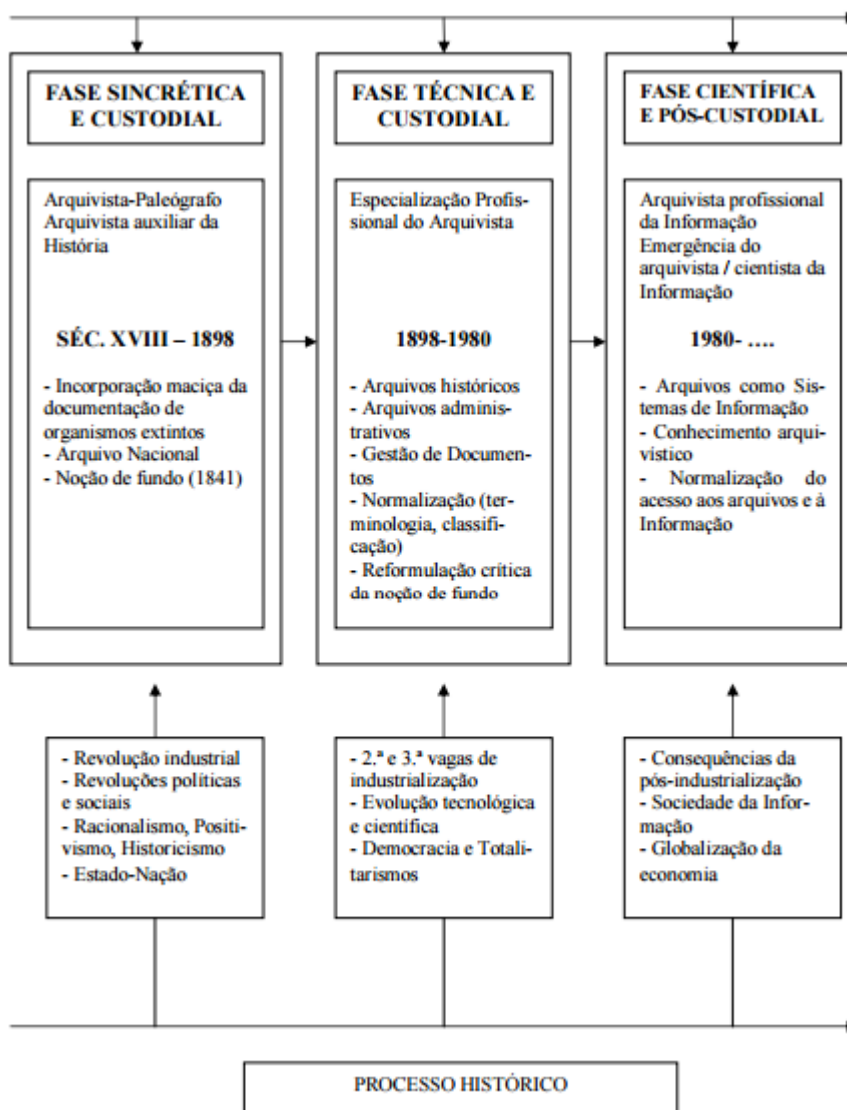 FASE SINCRÉTICA
E CUSTODIAL
Arquivista-Paleógrafo
Arquivista auxiliar da
História
SÉC. XVIII – 1898
- Incorporação maciça da
documentação de
organismos extintos
- Arquivo Nacional
- Noção de fundo (1841)
- Revolução industrial
- Revoluções políticas
e sociais
- Racionalismo, Positi-
vismo, Historicismo
- Estado-Nação
FASE TÉCNICA E
CUSTODIAL
Especialização Profis-
sional do Arquivista
1898-1980
- Arquivos históricos
- Arquivos adminis-
trativos
- Gestão de Documen-
tos
- Normalização (ter-
minologia, classifi-
cação)
- Reformulação crítica
da noção de fundo
- 2.ª e 3.ª vagas de
industrialização
- Evolução tecnológica
e científica
- Democracia e Totali-
tarismos
FASE CIENTÍFICA
E PÓS-CUSTODIAL
Arquivista profissional
da Informação
Emergência do
arquivista / cientista da
Informação
1980- ....
- Arquivos como Sis-
temas de Informação
- Conhecimento arqui-
vístico
- Normalização do
acesso aos arquivos e à
Informação
- Consequências da
pós-industrialização
- Sociedade da Infor-
mação
- Globalização da
economia
PROCESSO HISTÓRICO